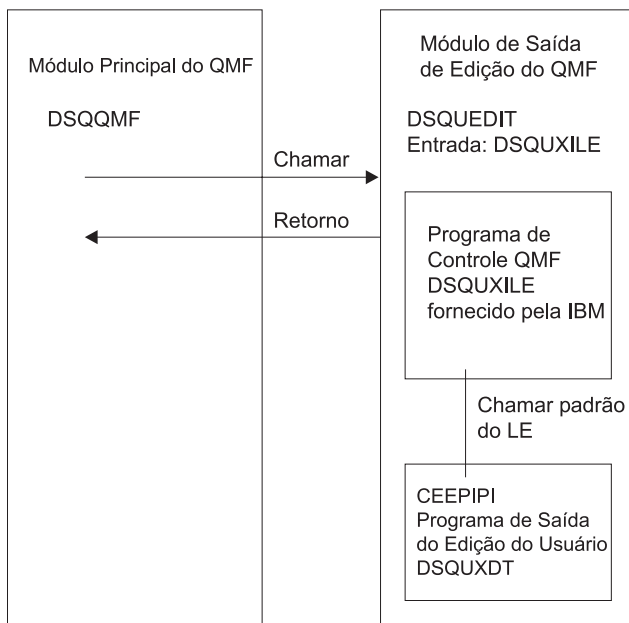 Módulo Principal do QMF
DSQQMF
Chamar
Retorno
Módulo de Saída
de Edição do QMF
DSQUEDIT
Entrada: DSQUXILE
Programa de
Controle QMF
DSQUXILE
fornecido pela IBM
Chamar padrão
do LE
CEEPIPI
Programa de Saída
do Edição do Usuário
DSQUXDT